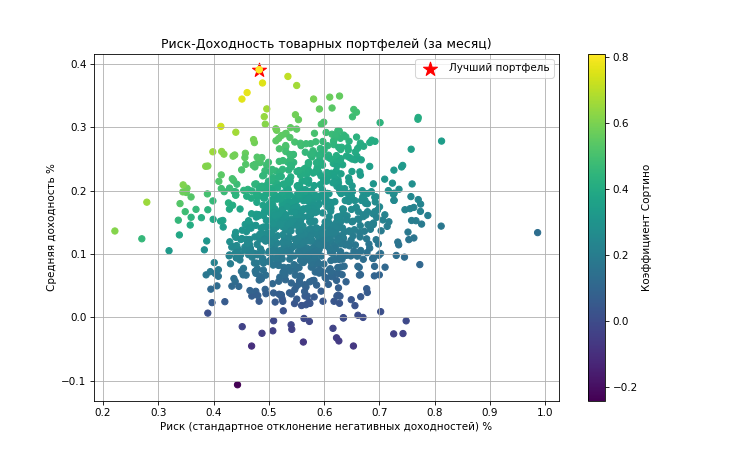 Риск-Доходность товарных портфелей (за месяц)
Лучший портфель
Средняя доходность %
0.4
0.3
0.2
0.1
0.0
−0.1
0.2 0.3 0.4 0.5 0.6 0.7 0.8 0.9 1.0
Риск (стандартное отклонение негативных доходностей) %
0.8
0.6
0.4
0.2
0.0
−0.2
Коэффициент Сортино